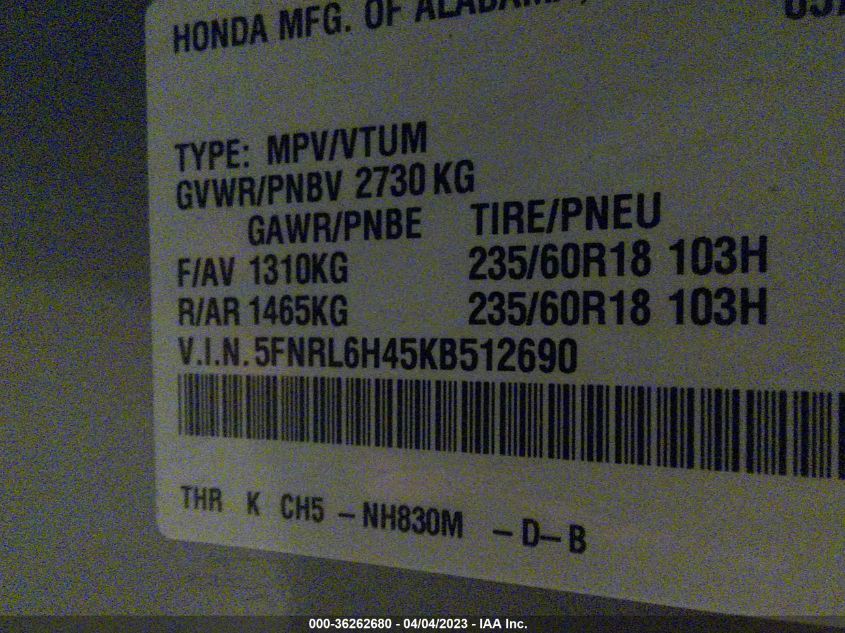 HONDA MFG. OF ALABAMA,
TYPE: MPV/VTUM
GVWR/PNBV 2730 KG
GAWR/PNBE TIRE/PNEU
F/AV 1310KG 235/60R18 103H
R/AR 1465KG 235/60R18 103H
V.I.N. 5FNRL6H45KB512690
THR K CH5 – NH830M – D– B
000-36262680 - 04/04/2023 - IAA Inc.